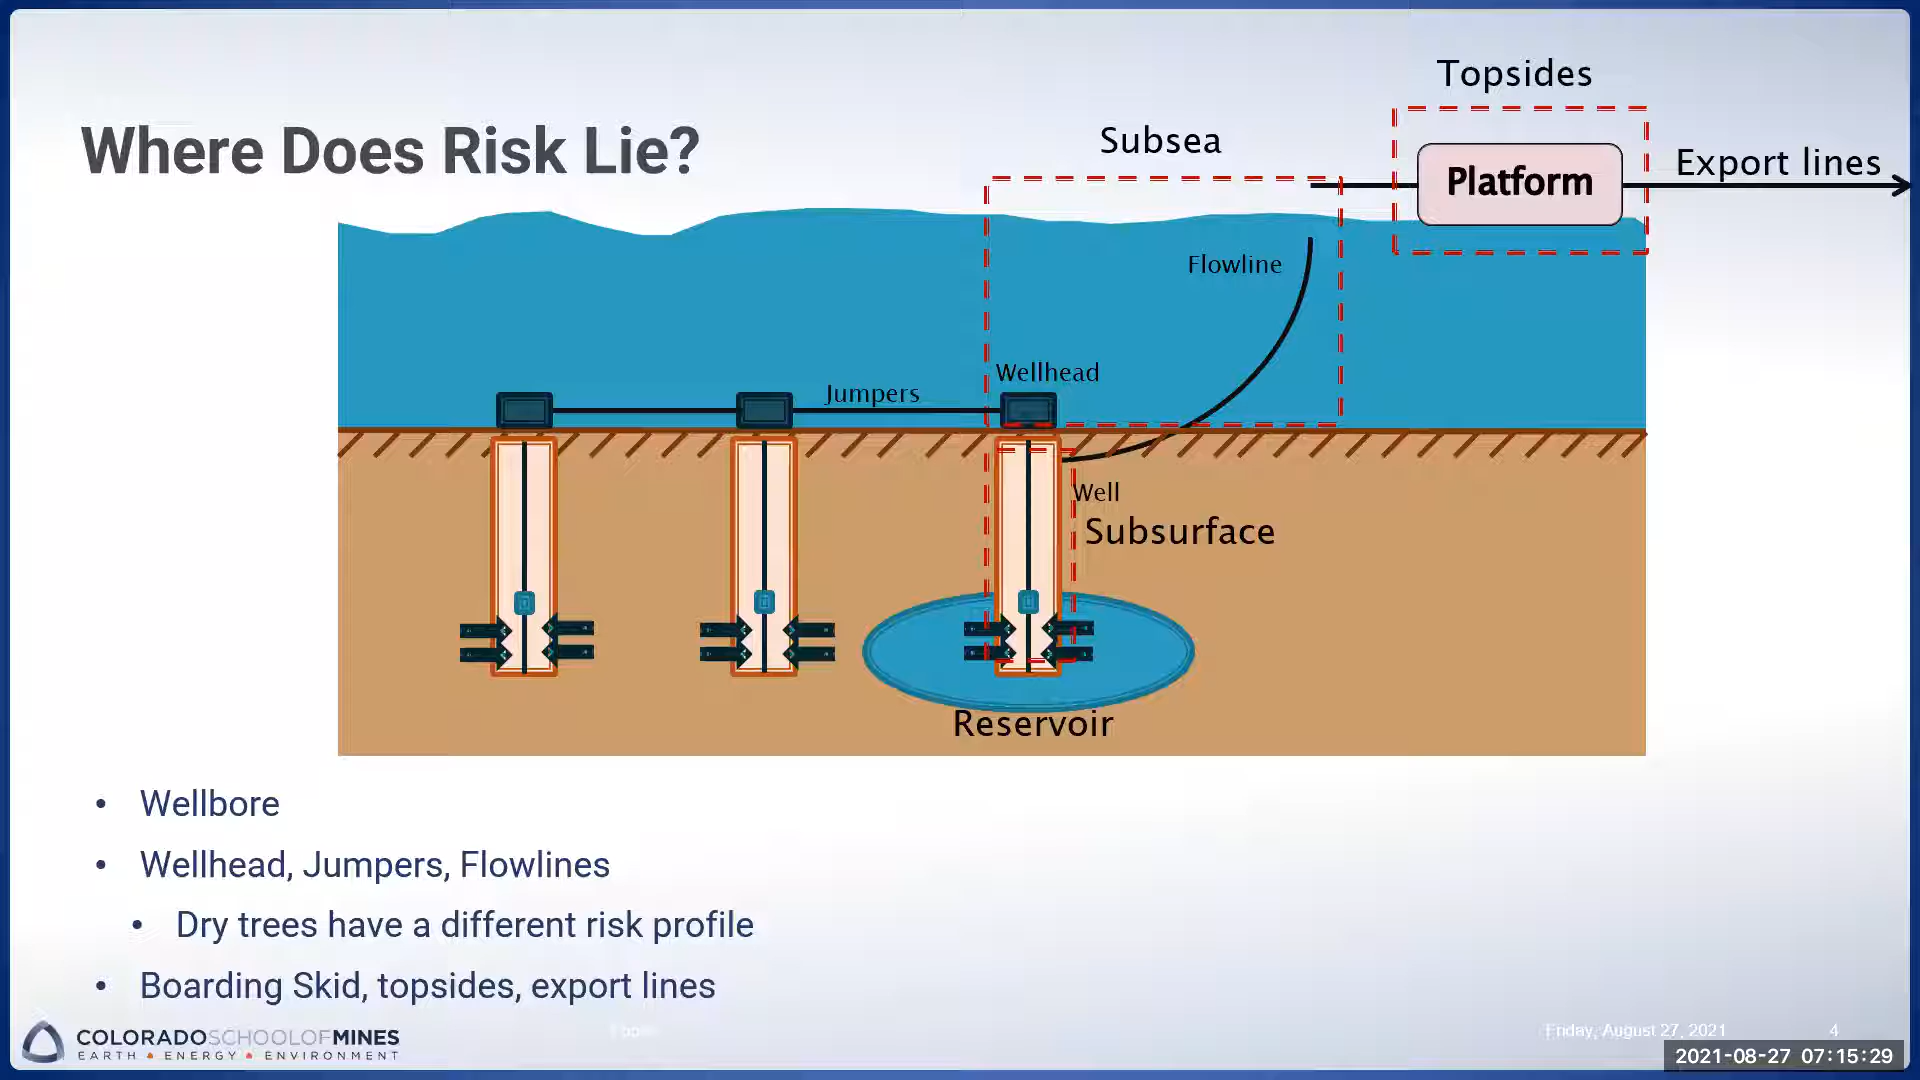 Topsides
Where Does Risk Lie?
Subsea
Platform
Export lines
Flowline
Wellhead
Jumpers
Well
Subsurface
Reservoir
• Wellbore
• Wellhead, Jumpers, Flowlines
• Dry trees have a different risk profile
• Boarding Skid, topsides, export lines
COLORADOSCHOOLOFMINES
EARTH • ENERGY • ENVIRONMENT
Friday, August 27, 2021
4
2021-08-27 07:15:29